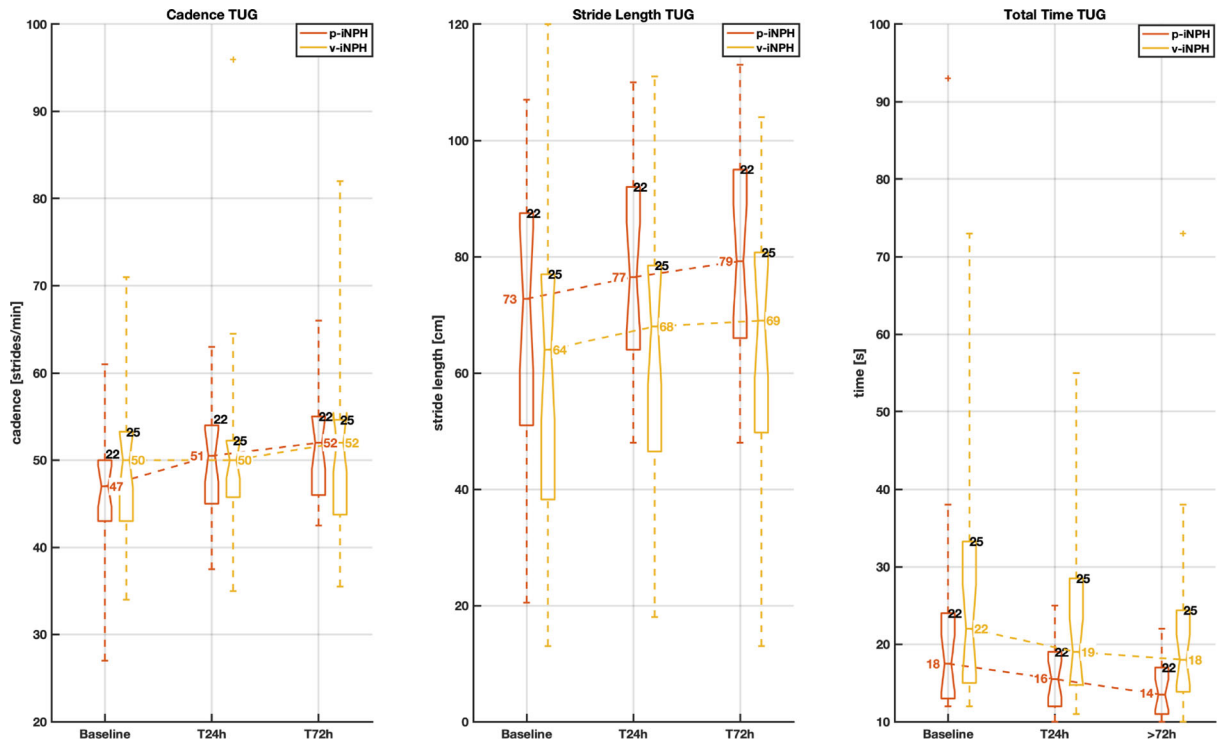 Cadence TUG
p-iNPH
v-iNPH
100
90
80
70
60
50
40
30
20
cadence [strides/min]
22
25
22
25
22
25
47
50
51
50
52
52
Baseline
T24h
T72h
Stride Length TUG
p-iNPH
v-iNPH
120
100
80
60
40
20
0
stride length [cm]
22
25
22
25
22
25
73
64
77
68
79
69
Baseline
T24h
T72h
Total Time TUG
p-iNPH
v-iNPH
100
90
80
70
60
50
40
30
20
10
time [s]
22
25
22
25
22
25
18
22
16
19
14
18
Baseline
T24h
>72h